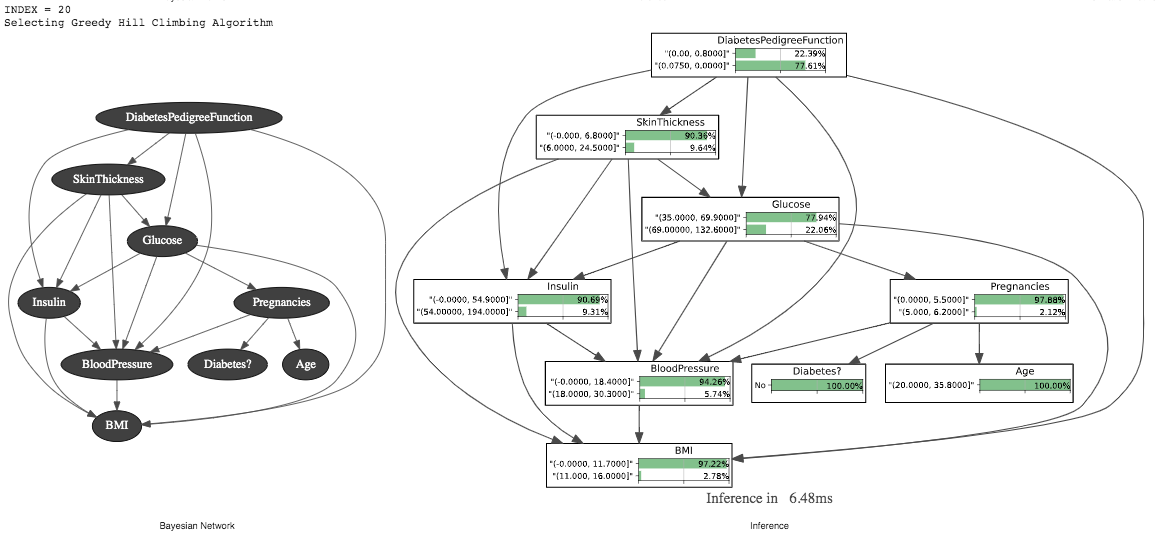 INDEX = 20
Selecting Greedy Hill Climbing Algorithm
DiabetesPedigreeFunction
SkinThickness
Glucose
Insulin
Pregnancies
BloodPressure
Diabetes?
Age
BMI
Bayesian Network
DiabetesPedigreeFunction
"(0.00, 0.8000]" 22.39%
"(0.0750, 0.0000]" 77.61%
SkinThickness
"(-0.000, 6.8000]" 90.36%
"(6.0000, 24.5000]" 9.64%
Glucose
"(35.0000, 69.9000]" 77.94%
"(69.0000, 132.6000]" 22.06%
Insulin
"(-0.0000, 54.9000]" 90.69%
"(54.0000, 194.0000]" 9.31%
Pregnancies
"(0.0000, 5.5000]" 97.88%
"(5.000, 6.2000]" 2.12%
BloodPressure
"(-0.0000, 18.4000]" 94.26%
"(18.0000, 30.3000]" 5.74%
Diabetes?
No 100.00%
Age
"(20.0000, 35.8000]" 100.00%
BMI
"(-0.0000, 11.7000]" 97.22%
"(11.000, 16.0000]" 2.78%
Inference in 6.48ms
Inference